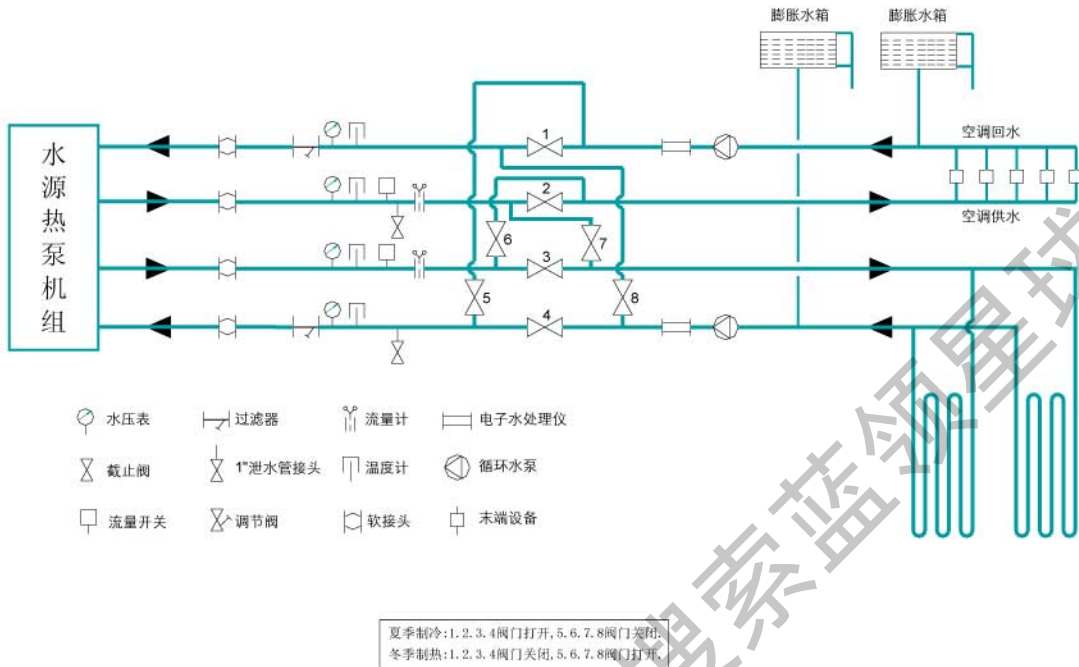 膨胀水箱 膨胀水箱
空调回水
空调供水
水源热泵机组
1
2
6
7
3
5
8
4
水压表 过滤器 流量计 电子水处理仪
截止阀 1"泄水管接头 温度计 循环水泵
流量开关 调节阀 软接头 末端设备
夏季制冷:1.2.3.4阀门打开,5.6.7.8阀门关闭.
冬季制热:1.2.3.4阀门关闭,5.6.7.8阀门打开.
搜索蓝领星球